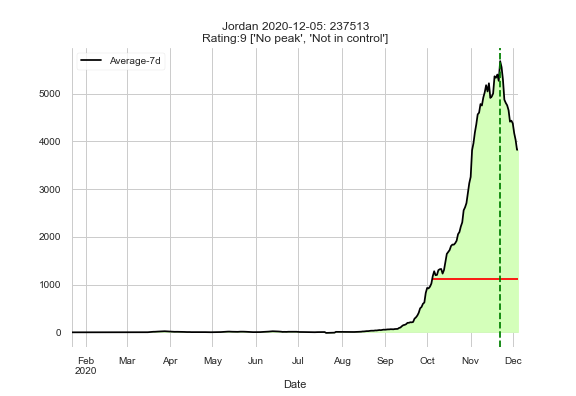 Jordan 2020-12-05: 237513
Rating:9 ['No peak', 'Not in control']
Average-7d
5000
4000
3000
2000
1000
0
Feb Mar Apr May Jun Jul Aug Sep Oct Nov Dec
2020
Date